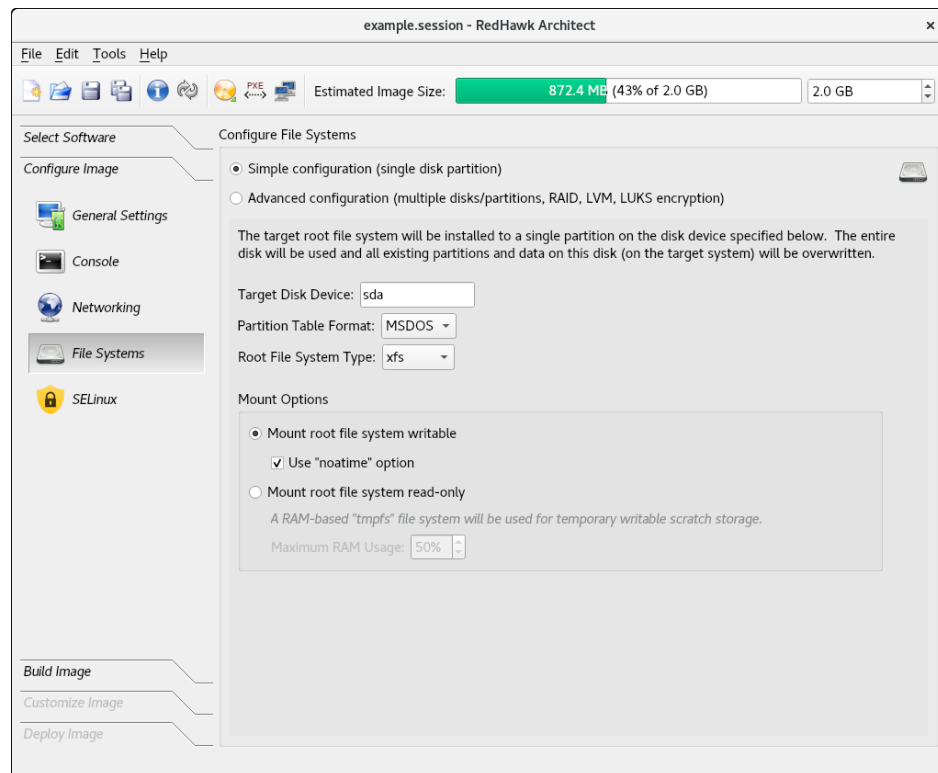 example.session - RedHawk Architect
File Edit Tools Help
PXE
Estimated Image Size: 872.4 MB (43% of 2.0 GB) 2.0 GB
Select Software
Configure Image
General Settings
Console
Networking
File Systems
SELinux
Build Image
Customize Image
Deploy Image
Configure File Systems
Simple configuration (single disk partition)
Advanced configuration (multiple disks/partitions, RAID, LVM, LUKS encryption)
The target root file system will be installed to a single partition on the disk device specified below. The entire
disk will be used and all existing partitions and data on this disk (on the target system) will be overwritten.
Target Disk Device: sda
Partition Table Format: MSDOS
Root File System Type: xfs
Mount Options
Mount root file system writable
Use "noatime" option
Mount root file system read-only
A RAM-based "tmpfs" file system will be used for temporary writable scratch storage.
Maximum RAM Usage: 50%